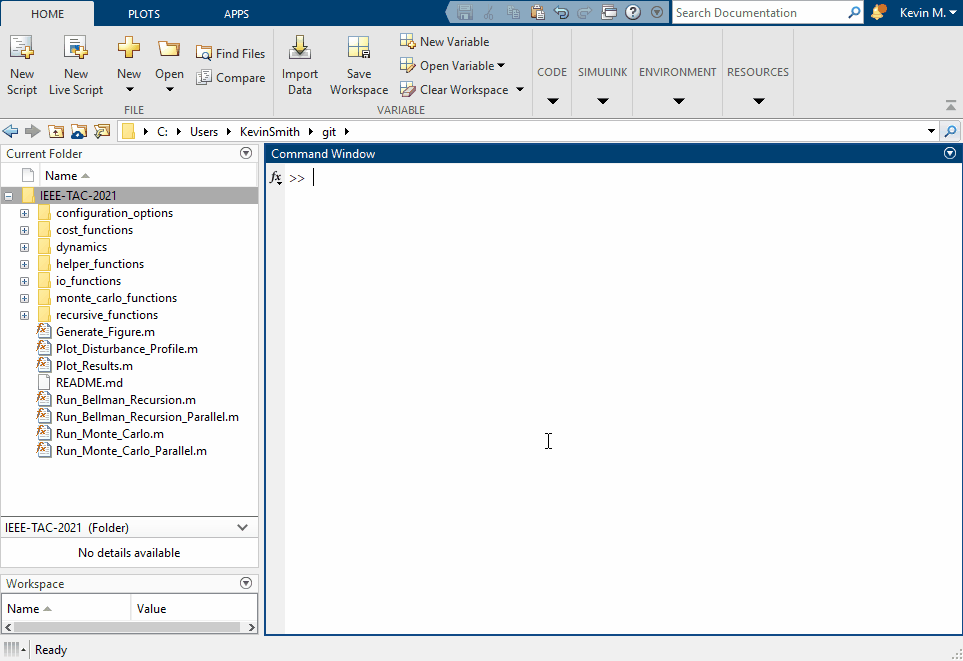 HOME PLOTS APPS Search Documentation Kevin M.
New Script
New Live Script
New
Open
Find Files
Compare
FILE
Import Data
Save Workspace
New Variable
Open Variable
Clear Workspace
VARIABLE
CODE
SIMULINK
ENVIRONMENT
RESOURCES
C: Users KevinSmith git
Current Folder
Name
IEEE-TAC-2021
configuration_options
cost_functions
dynamics
helper_functions
io_functions
monte_carlo_functions
recursive_functions
Generate_Figure.m
Plot_Disturbance_Profile.m
Plot_Results.m
README.md
Run_Bellman_Recursion.m
Run_Bellman_Recursion_Parallel.m
Run_Monte_Carlo.m
Run_Monte_Carlo_Parallel.m
IEEE-TAC-2021 (Folder)
No details available
Workspace
Name Value
Command Window
fx >>
Ready